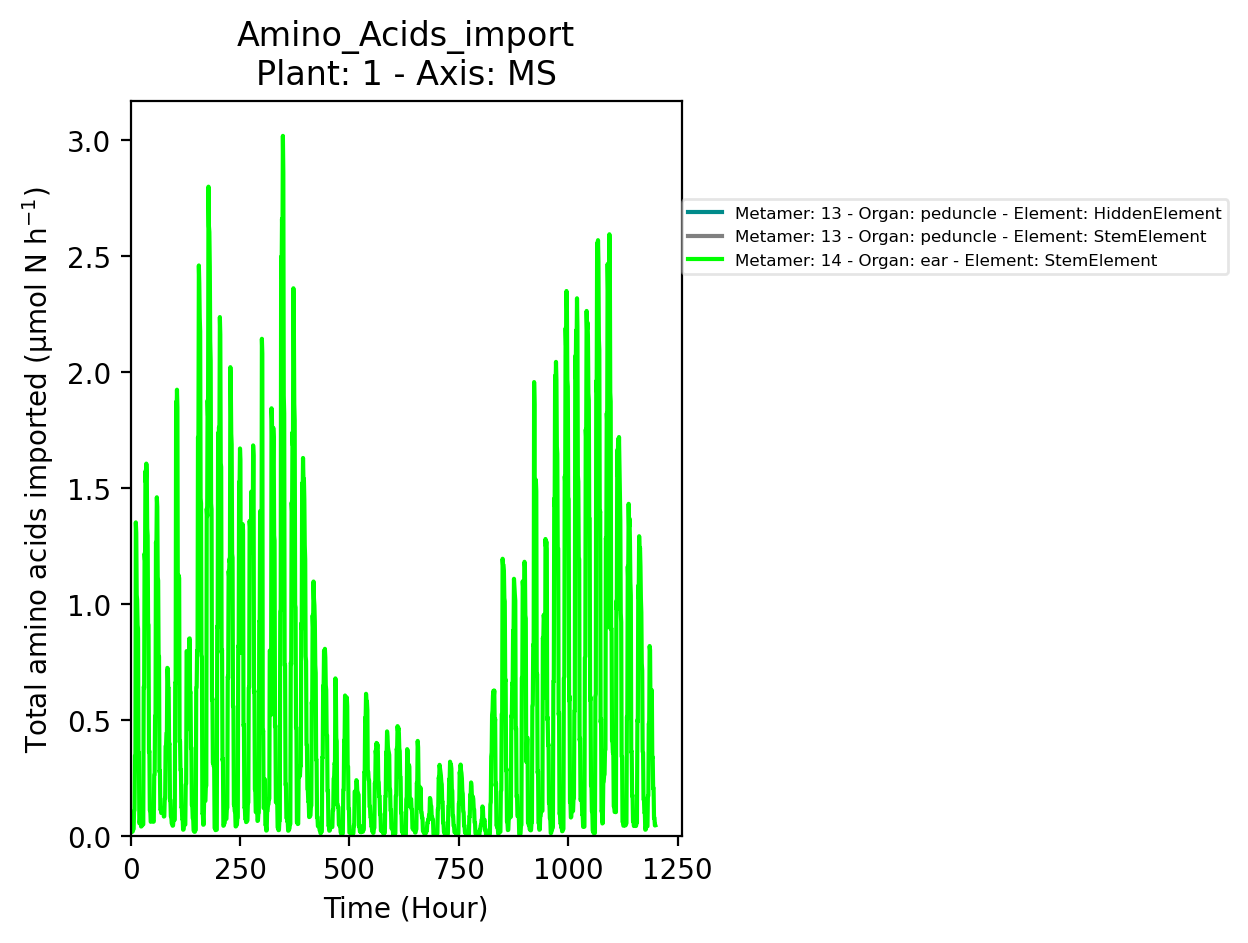 Amino_Acids_import
Plant: 1 - Axis: MS
Total amino acids imported (µmol N h⁻¹)
3.0
2.5
2.0
1.5
1.0
0.5
0.0
0 250 500 750 1000 1250
Time (Hour)
Metamer: 13 - Organ: peduncle - Element: HiddenElement
Metamer: 13 - Organ: peduncle - Element: StemElement
Metamer: 14 - Organ: ear - Element: StemElement